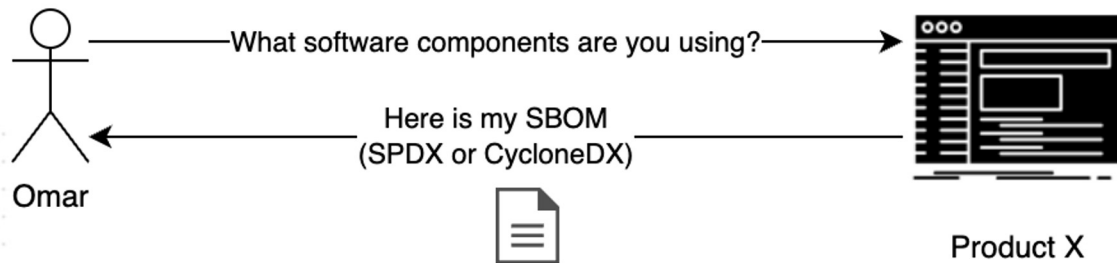 What software components are you using?
Here is my SBOM
(SPDX or CycloneDX)
Omar
Product X